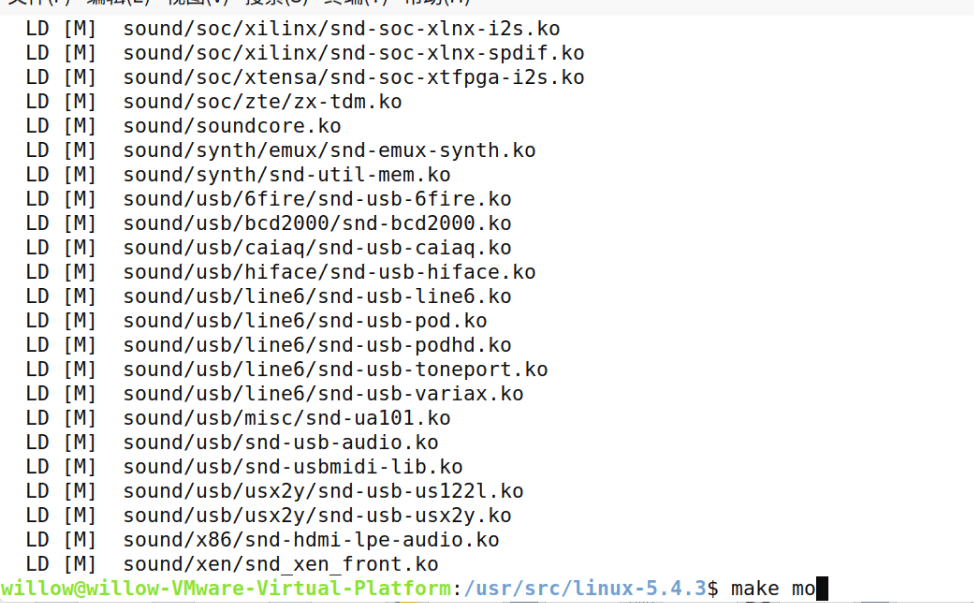 LD [M]  sound/soc/xilinx/snd-soc-xlnx-i2s.ko
LD [M]  sound/soc/xilinx/snd-soc-xlnx-spdif.ko
LD [M]  sound/soc/xtensa/snd-soc-xtfpga-i2s.ko
LD [M]  sound/soc/zte/zx-tdm.ko
LD [M]  sound/soundcore.ko
LD [M]  sound/synth/emux/snd-emux-synth.ko
LD [M]  sound/synth/snd-util-mem.ko
LD [M]  sound/usb/6fire/snd-usb-6fire.ko
LD [M]  sound/usb/bcd2000/snd-bcd2000.ko
LD [M]  sound/usb/caiaq/snd-usb-caiaq.ko
LD [M]  sound/usb/hiface/snd-usb-hiface.ko
LD [M]  sound/usb/line6/snd-usb-line6.ko
LD [M]  sound/usb/line6/snd-usb-pod.ko
LD [M]  sound/usb/line6/snd-usb-podhd.ko
LD [M]  sound/usb/line6/snd-usb-toneport.ko
LD [M]  sound/usb/line6/snd-usb-variax.ko
LD [M]  sound/usb/misc/snd-ua101.ko
LD [M]  sound/usb/snd-usb-audio.ko
LD [M]  sound/usb/snd-usbmidi-lib.ko
LD [M]  sound/usb/usx2y/snd-usb-us122l.ko
LD [M]  sound/usb/usx2y/snd-usb-usx2y.ko
LD [M]  sound/x86/snd-hdmi-lpe-audio.ko
LD [M]  sound/xen/snd_xen_front.ko
willow@willow-VMware-Virtual-Platform:/usr/src/linux-5.4.3$ make mo